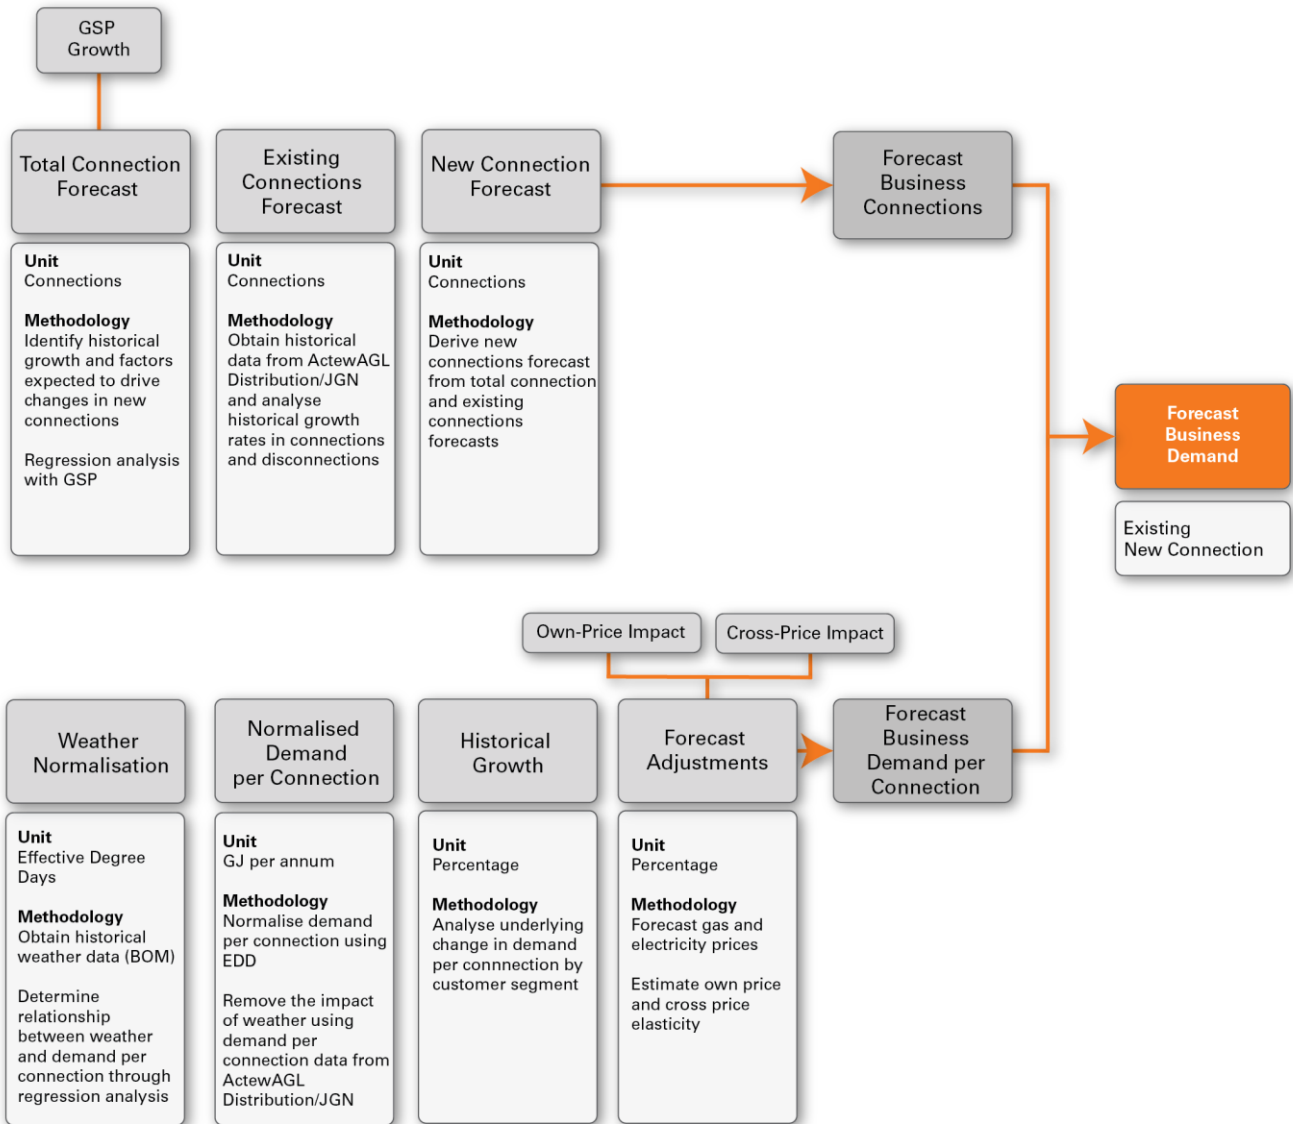 GSP
Growth
Total Connection
Forecast
Existing
Connections
Forecast
New Connection
Forecast
Forecast
Business
Connections
Unit
Connections
Methodology
Identify historical
growth and factors
expected to drive
changes in new
connections
Regression analysis
with GSP
Unit
Connections
Methodology
Obtain historical
data from ActewAGL
Distribution/JGN
and analyse
historical growth
rates in connections
and disconnections
Unit
Connections
Methodology
Derive new
connections forecast
from total connection
and existing
connections
forecasts
Forecast
Business
Demand
Existing
New Connection
Own-Price Impact
Cross-Price Impact
Weather
Normalisation
Normalised
Demand
per Connection
Historical
Growth
Forecast
Adjustments
Forecast
Business
Demand per
Connection
Unit
Effective Degree
Days
Methodology
Obtain historical
weather data (BOM)
Determine
relationship
between weather
and demand per
connection through
regression analysis
Unit
GJ per annum
Methodology
Normalise demand
per connection using
EDD
Remove the impact
of weather using
demand per
connection data from
ActewAGL
Distribution/JGN
Unit
Percentage
Methodology
Analyse underlying
change in demand
per connnection by
customer segment
Unit
Percentage
Methodology
Forecast gas and
electricity prices
Estimate own price
and cross price
elasticity